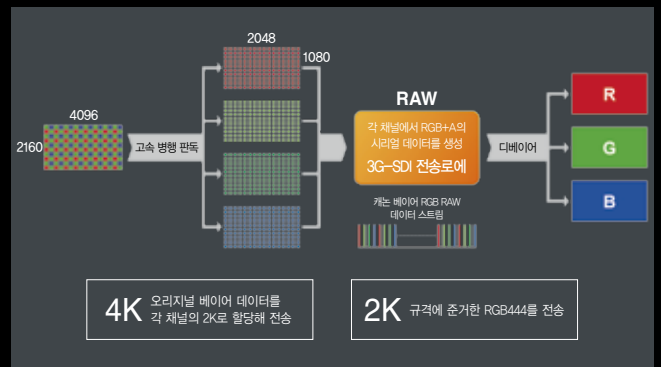 2048
1080
4096
2160
고속 병행 판독
RAW
각 채널에서 RGB+A의
시리얼 데이터를 생성
3G-SDI 전송로에
캐논 베이어 RGB RAW
데이터 스트림
디베이어
R
G
B
4K 오리지널 베이어 데이터를
각 채널의 2K로 할당해 전송
2K 규격에 준거한 RGB444를 전송